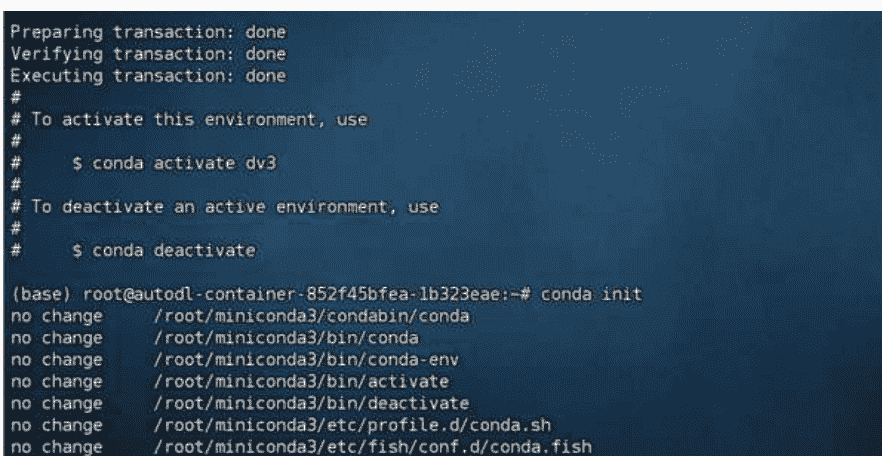 Preparing transaction: done
Verifying transaction: done
Executing transaction: done
#
# To activate this environment, use
#
#     $ conda activate dv3
#
# To deactivate an active environment, use
#
#     $ conda deactivate
(base) root@autodl-container-852f45bfea-1b323eae:~# conda init
no change     /root/miniconda3/condabin/conda
no change     /root/miniconda3/bin/conda
no change     /root/miniconda3/bin/conda-env
no change     /root/miniconda3/bin/activate
no change     /root/miniconda3/bin/deactivate
no change     /root/miniconda3/etc/profile.d/conda.sh
no change     /root/miniconda3/etc/fish/conf.d/conda.fish